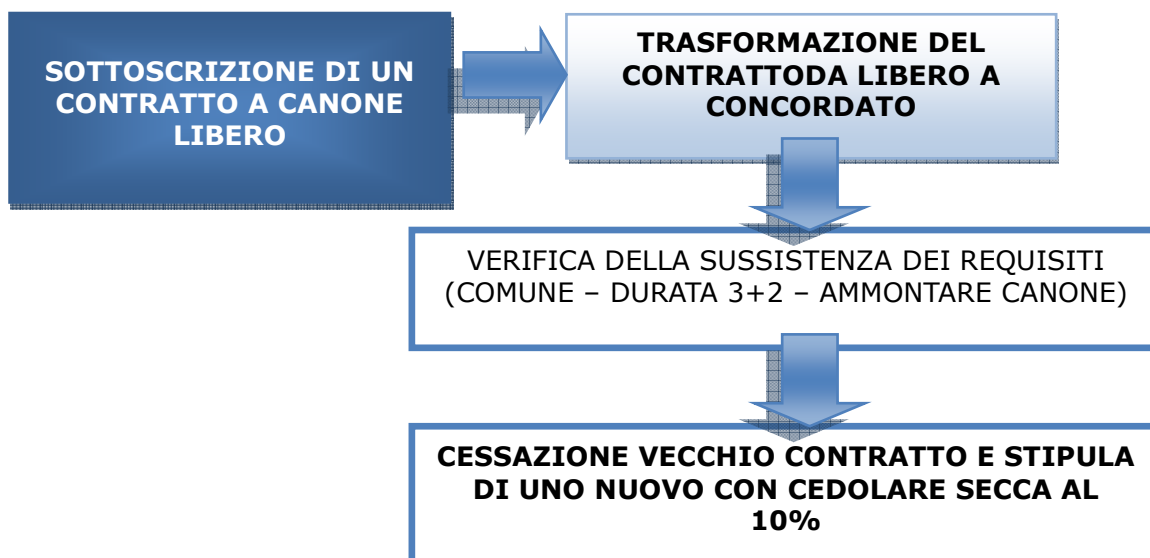 SOTTOSCRIZIONE DI UN
CONTRATTO A CANONE
LIBERO
TRASFORMAZIONE DEL
CONTRATTODA LIBERO A
CONCORDATO
VERIFICA DELLA SUSSISTENZA DEI REQUISITI
(COMUNE – DURATA 3+2 – AMMONTARE CANONE)
CESSAZIONE VECCHIO CONTRATTO E STIPULA
DI UNO NUOVO CON CEDOLARE SECCA AL
10%